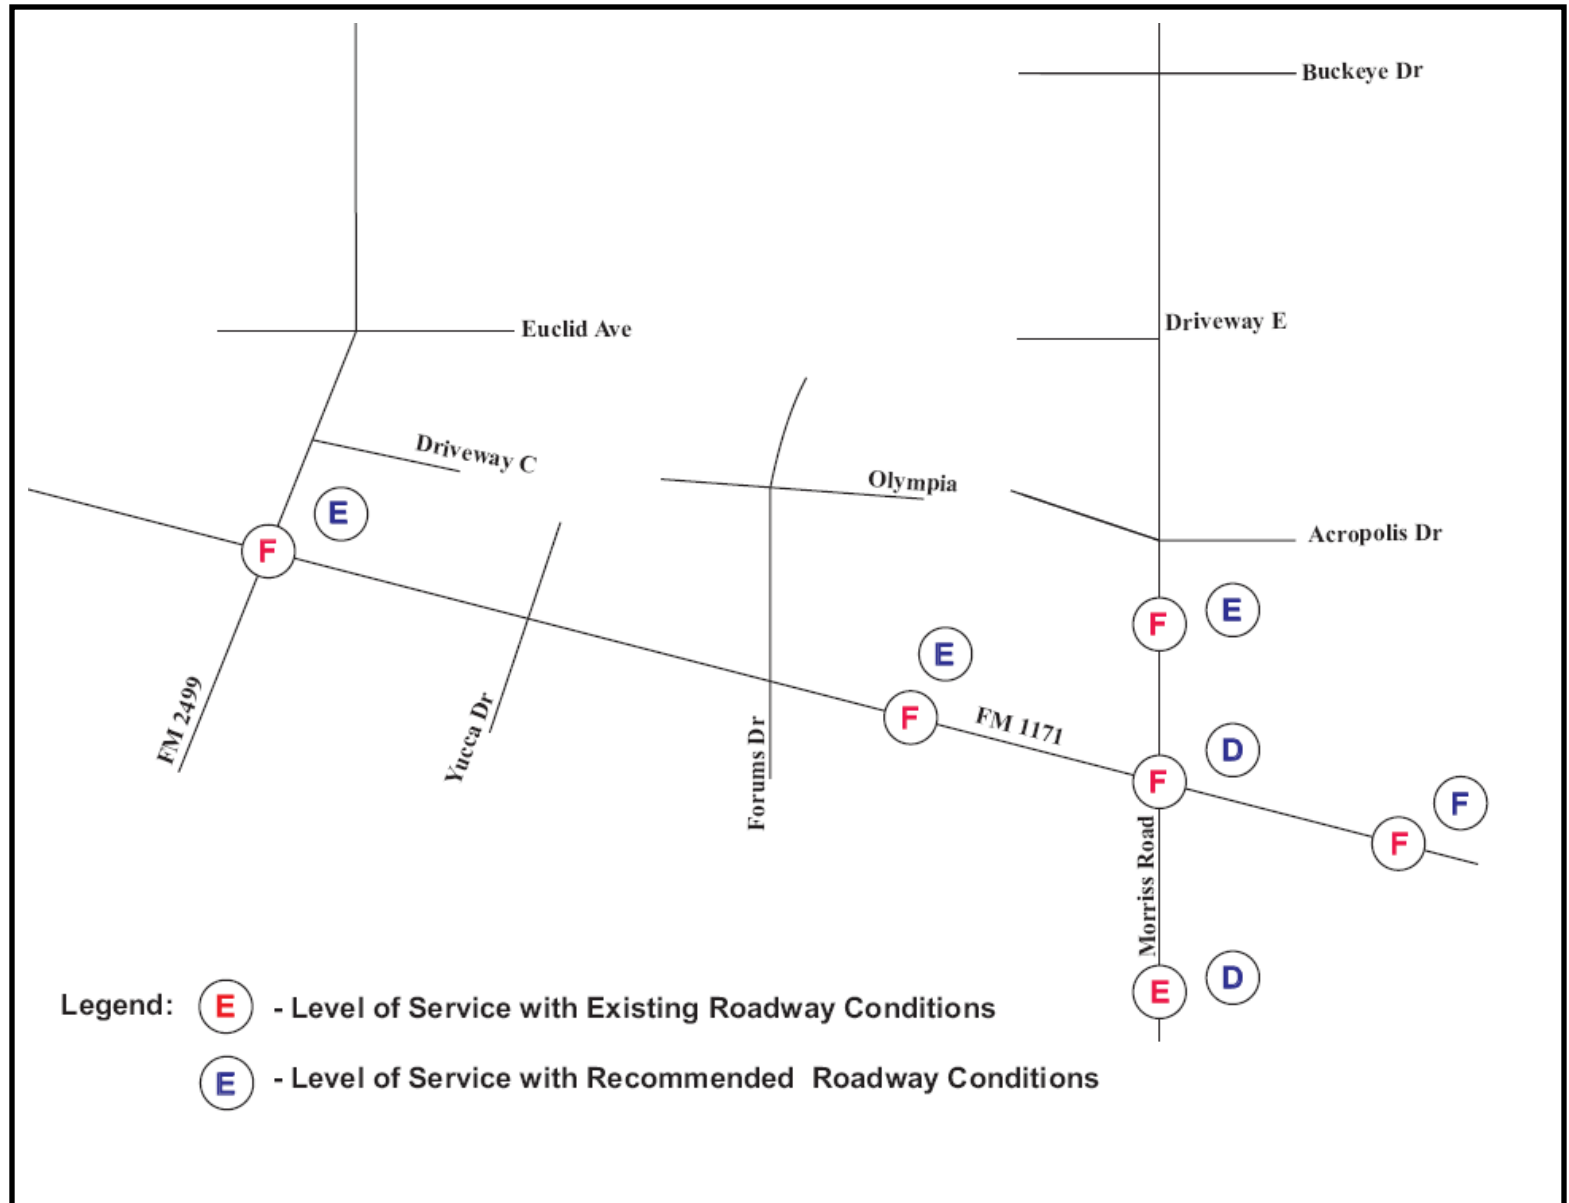 Buckeye Dr
Driveway E
Euclid Ave
Driveway C
Olympia
E
F
Acropolis Dr
F
E
E
FM 2499
Yucca Dr
Forums Dr
F
FM 1171
D
F
F
F
Morriss Road
E
D
Legend:
E
- Level of Service with Existing Roadway Conditions
E
- Level of Service with Recommended Roadway Conditions